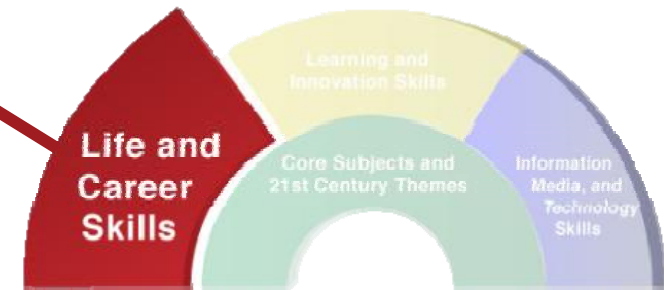 Learning and
Innovation Skills
Life and
Career
Skills
Core Subjects and
21st Century Themes
Information
Media, and
Technology
Skills